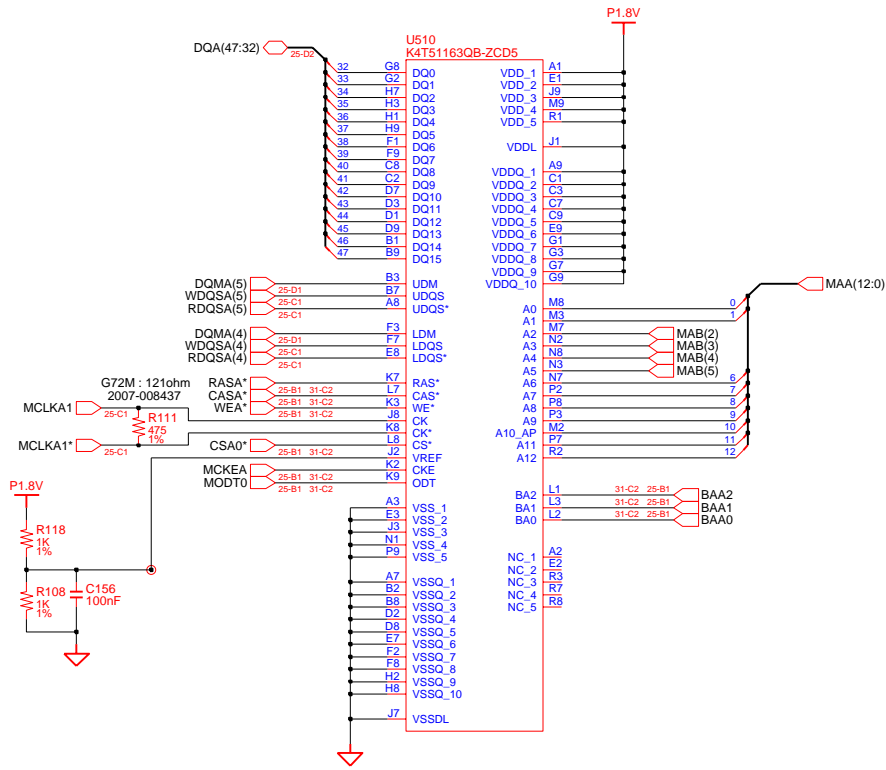 P1.8V
U510
K4T51163QB-ZCD5
DQA(47:32)
25-D2
32 G8 DQ0 VDD_1 A1
33 G2 DQ1 VDD_2 E1
34 H7 DQ2 VDD_3 J9
35 H3 DQ3 VDD_4 M9
36 H1 DQ4 VDD_5 R1
37 H9 DQ5
38 F1 DQ6 VDDL J1
39 F9 DQ7
40 C8 DQ8 VDDQ_1 A9
41 C2 DQ9 VDDQ_2 C1
42 D7 DQ10 VDDQ_3 C3
43 D3 DQ11 VDDQ_4 C7
44 D1 DQ12 VDDQ_5 C9
45 D9 DQ13 VDDQ_6 E9
46 B1 DQ14 VDDQ_7 G1
47 B9 DQ15 VDDQ_8 G3
VDDQ_9 G7
VDDQ_10 G9
DQMA(5) 25-D1 B3 UDM
WDQSA(5) 25-C1 B7 UDQS
RDQSA(5) 25-C1 A8 UDQS*
MAA(12:0)
A0 M8 0
A1 M3 1
DQMA(4) 25-D1 F3 LDM A2 M7 MAB(2)
WDQSA(4) 25-C1 F7 LDQS A3 N2 MAB(3)
RDQSA(4) 25-C1 E8 LDQS* A4 N8 MAB(4)
A5 N3 MAB(5)
G72M : 121ohm
2007-008437
RASA* 25-B1 31-C2 K7 RAS* A6 N7 6
CASA* 25-B1 31-C2 L7 CAS* A7 P2 7
WEA* 25-B1 31-C2 K3 WE* A8 P8 8
MCLKA1 25-C1 J8 CK A9 P3 9
R111
475
1%
K8 CK* A10_AP M2 10
MCLKA1* 25-C1
CSA0* 25-B1 31-C2 L8 CS* A11 P7 11
J2 VREF A12 R2 12
MCKEA K2 CKE
MODT0 25-B1 31-C2 K9 ODT
P1.8V
BA2 L1 31-C2 25-B1 BAA2
BA1 L3 31-C2 25-B1 BAA1
BA0 L2 BAA0
A3 VSS_1
E3 VSS_2
J3 VSS_3
N1 VSS_4
P9 VSS_5
R118
1K
1%
NC_1 A2
NC_2 E2
NC_3 R3
NC_4 R7
NC_5 R8
R108
1K
1%
C156
100nF
A7 VSSQ_1
B2 VSSQ_2
B8 VSSQ_3
D2 VSSQ_4
D8 VSSQ_5
E7 VSSQ_6
F2 VSSQ_7
F8 VSSQ_8
H2 VSSQ_9
H8 VSSQ_10
J7 VSSDL